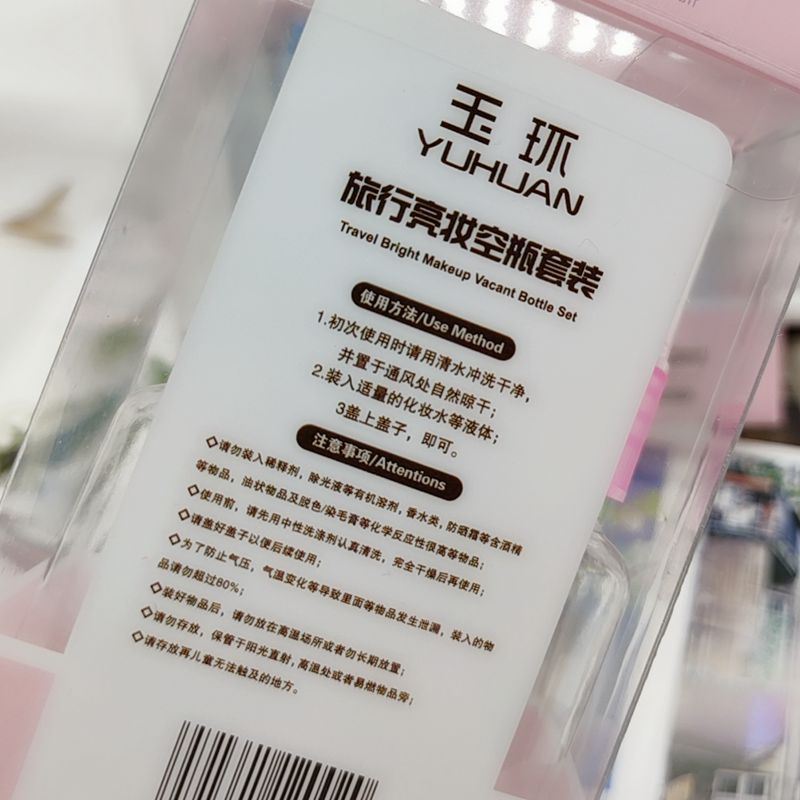 玉环
YUHUAN
旅行亮妆空瓶套装
Travel Bright Makeup Vacant Bottle Set
使用方法/Use Method
1.初次使用时请用清水冲洗干净，
并置于通风处自然晾干；
2.装入适量的化妆水等液体；
3盖上盖子，即可。
注意事项/Attentions
◇请勿装入稀释剂，除光液等有机溶剂，香水类，防晒霜等含酒精
等物品，油状物品及脱色/染毛膏等化学反应性很高等物品；
◇使用前，请先用中性洗涤剂认真清洗，完全干燥后再使用；
◇请盖好盖子以便后续使用；
◇为了防止气压，气温变化等导致里面等物品发生泄漏，装入的物
品请勿超过80%；
◇装好物品后，请勿放在高温场所或者勿长期放置；
◇请勿存放，保管于阳光直射，高温处或者易燃物品旁；
◇请存放再儿童无法触及的地方。